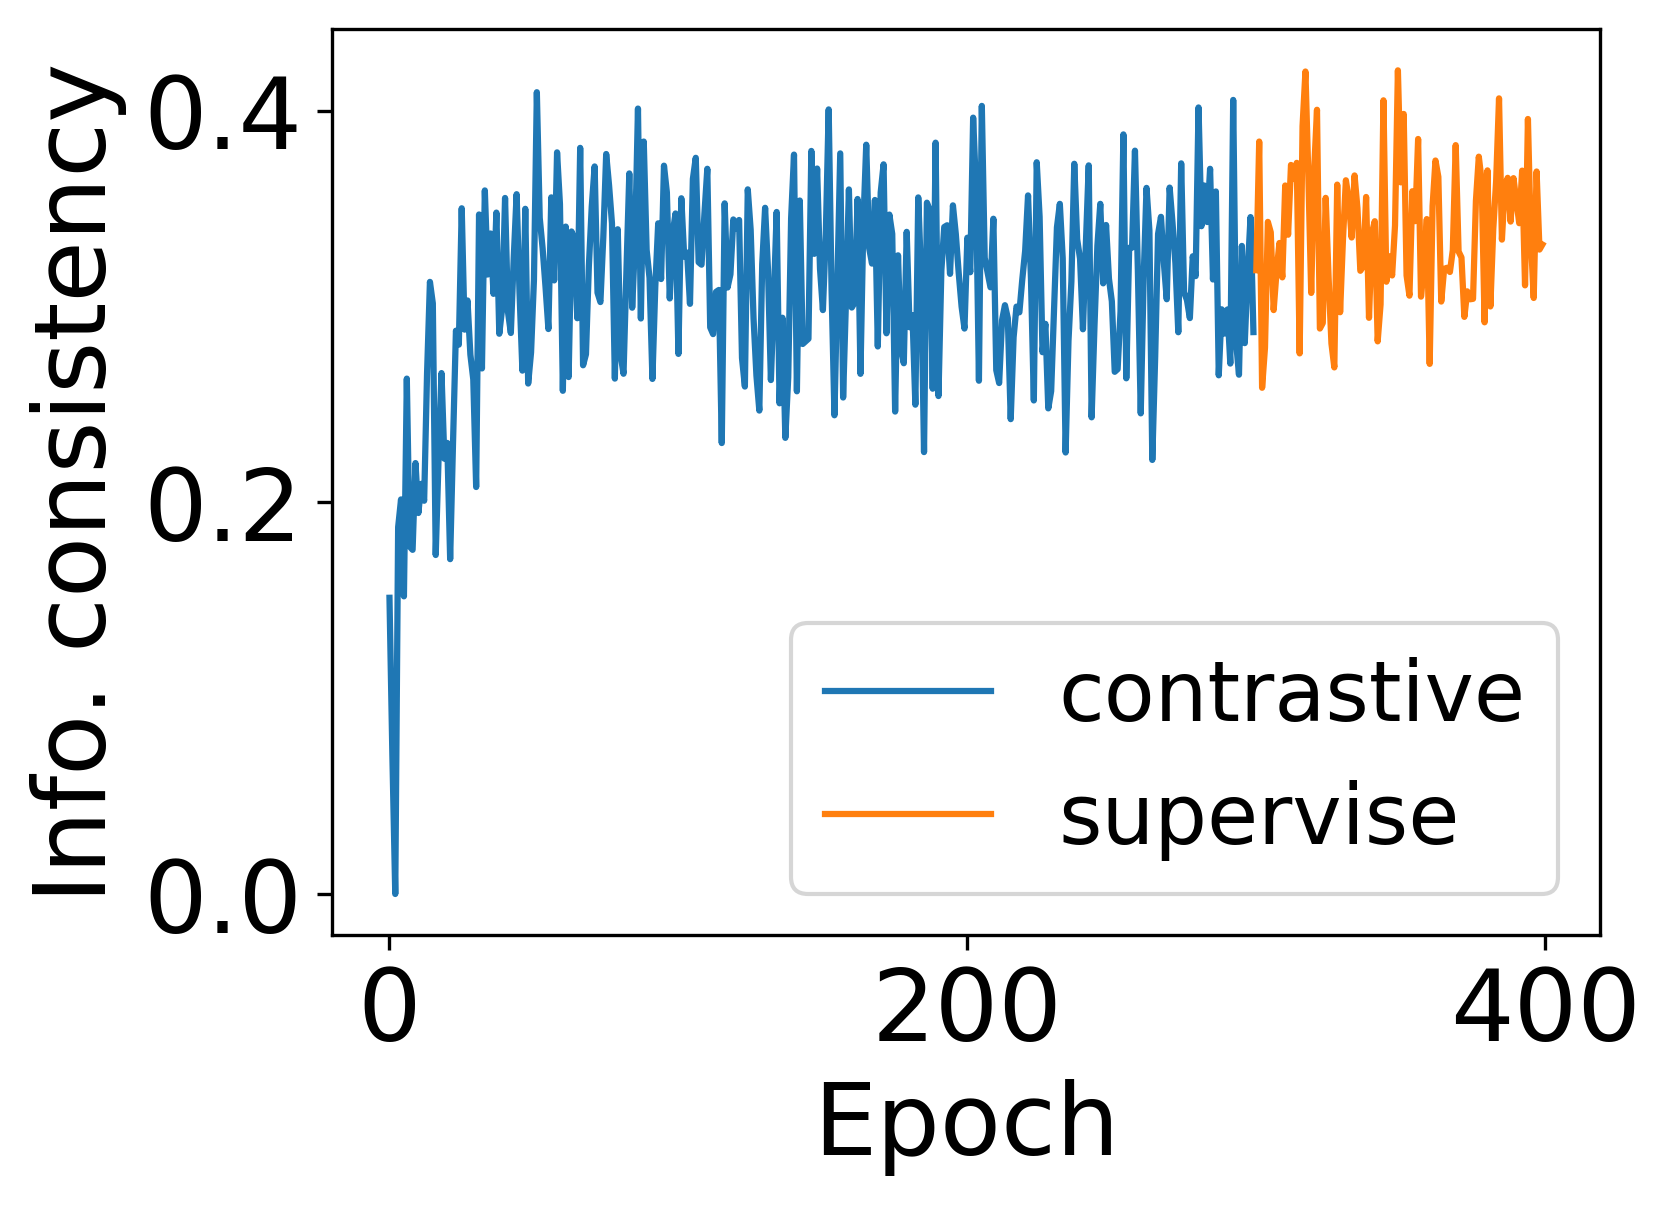 Info. consistency
0.4
0.2
0.0
contrastive
supervise
0 200 400
Epoch